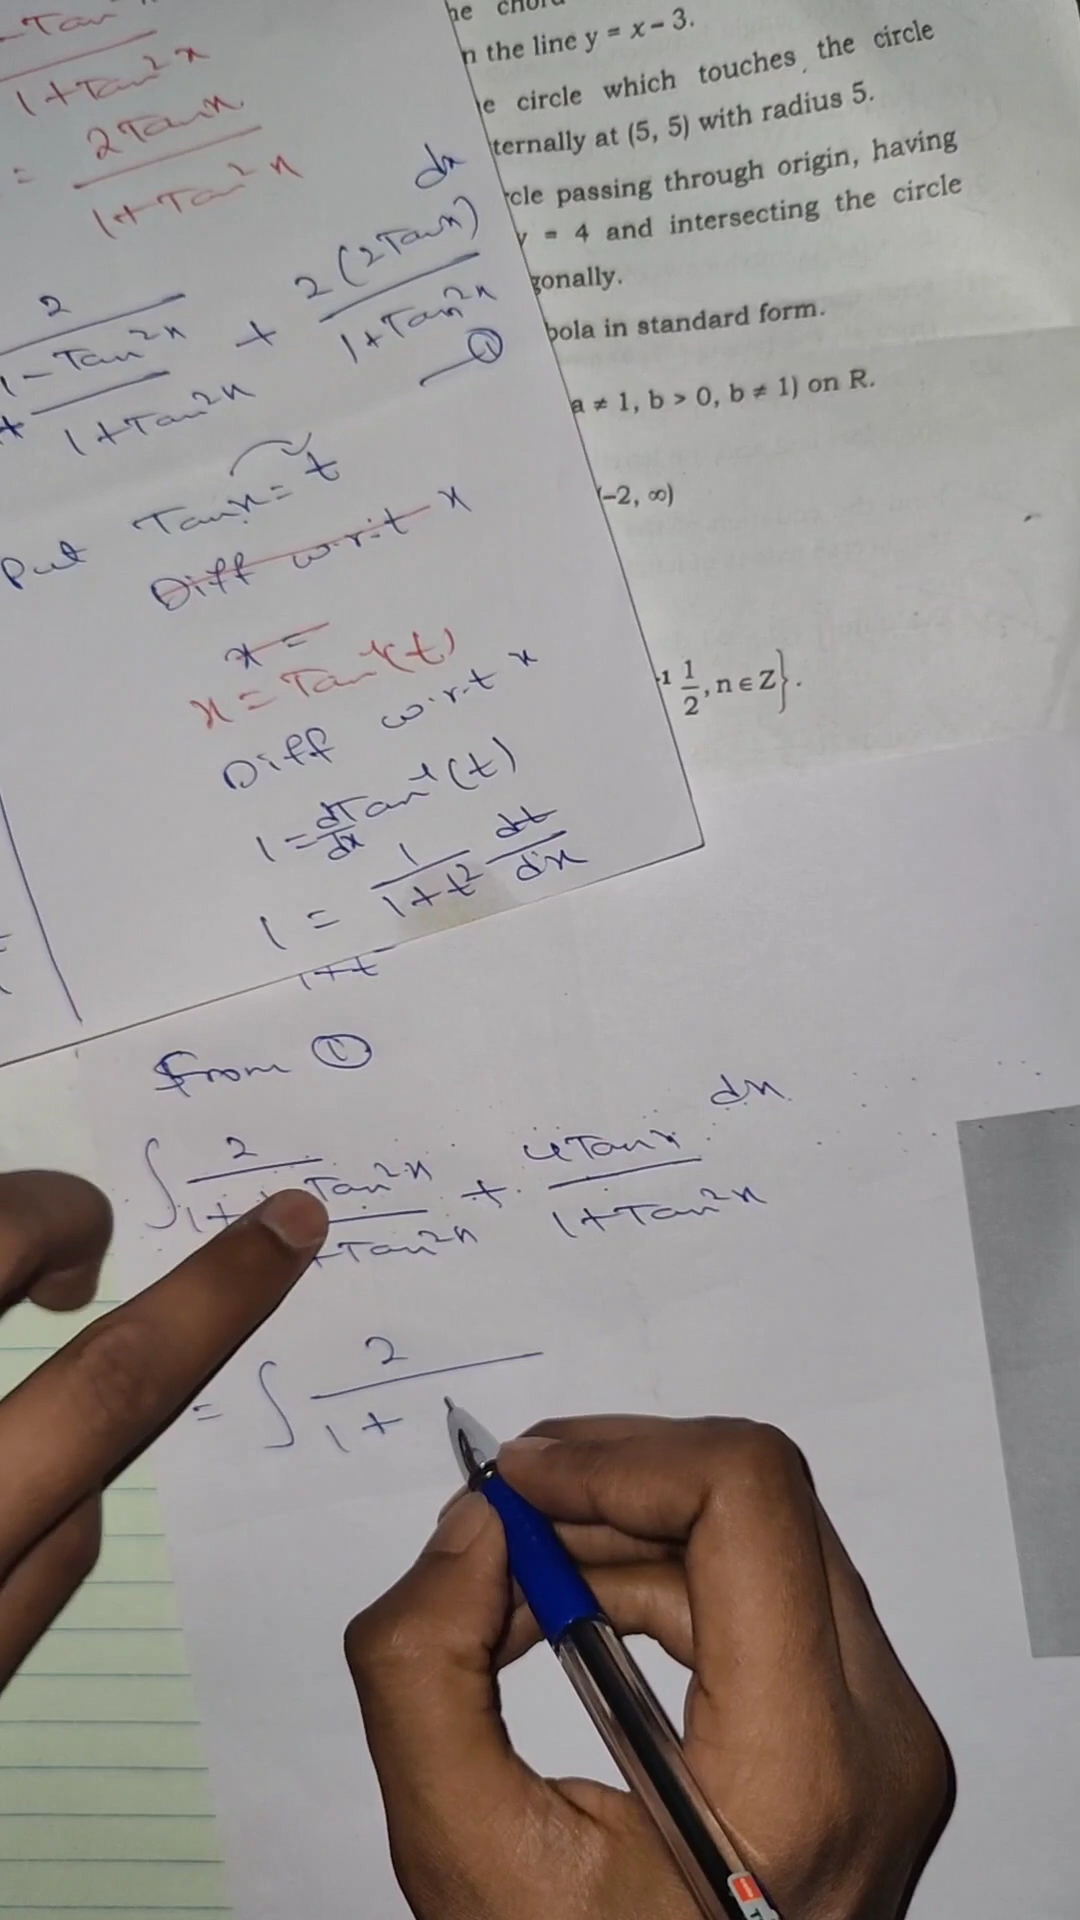 he chord
n the line y = x – 3.
e circle which touches the circle
ternally at (5, 5) with radius 5.
rcle passing through origin, having
y = 4 and intersecting the circle
gonally.
bola in standard form.
a ≠ 1, b > 0, b ≠ 1) on R.
(–2, ∞)
-1 1/2, n ∈ Z}.
- Tan
1+Tan²x
= 2Tanx
1+Tan²x
dx
2 + 2(2Tanx)
1-Tan²x 1+Tan²x
1+Tan²x
①
Put Tanx = t
Diff w.r.t x
x =
x = Tan⁻¹(t)
Diff w.r.t x
1 = d/dx Tan⁻¹(t)
1 = 1/1+t² dt/dx
1+t
From ①
∫ 2 4Tanx dx
1+ Tan²x + 1+Tan²x
+Tan²x
= ∫ 2
1+